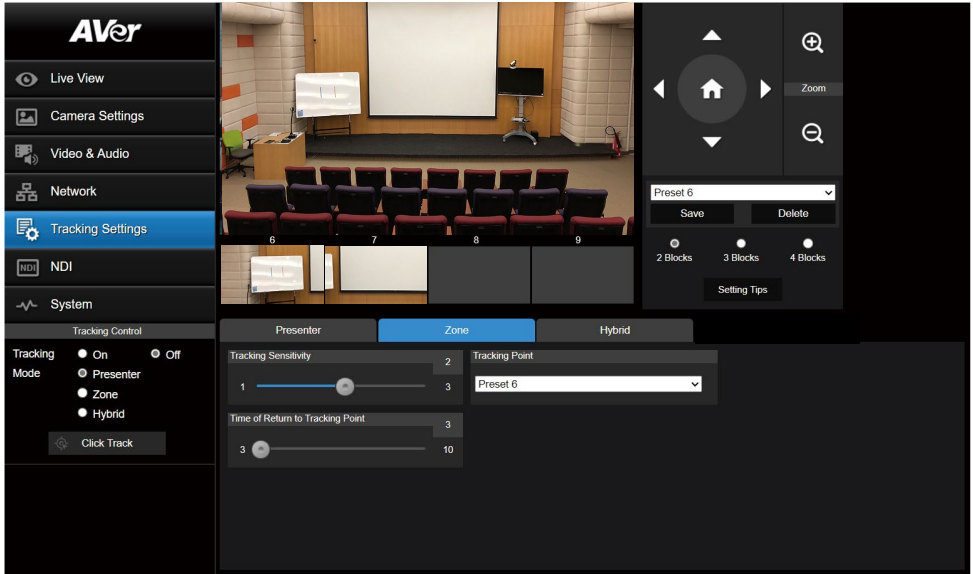 AVer
Live View
Camera Settings
Video & Audio
Network
Tracking Settings
NDI NDI
System
Tracking Control
Tracking Mode
On Off
Presenter
Zone
Hybrid
Click Track
6 7 8 9
Zoom
Preset 6
Save Delete
2 Blocks 3 Blocks 4 Blocks
Setting Tips
Presenter Zone Hybrid
Tracking Sensitivity 2
1 3
Time of Return to Tracking Point 3
3 10
Tracking Point
Preset 6